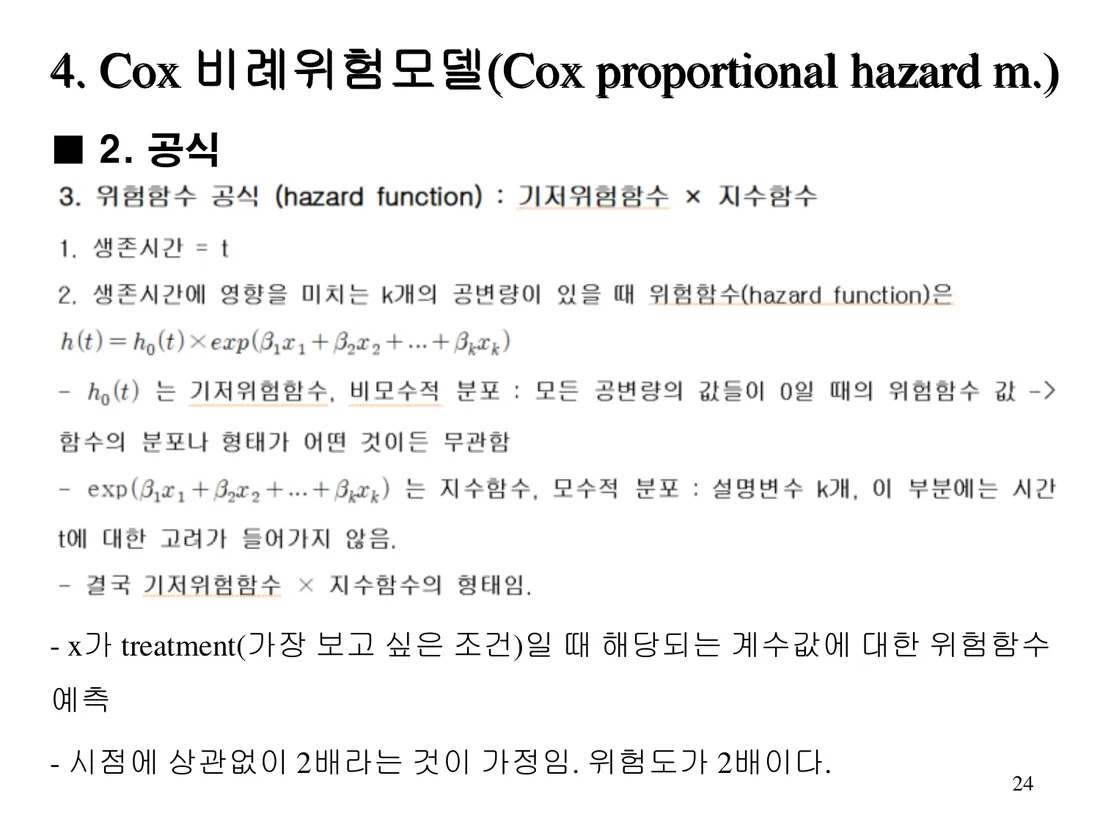 4. Cox 비례위험모델(Cox proportional hazard m.)
■ 2. 공식
3. 위험함수 공식 (hazard function) : 기저위험함수 × 지수함수
1. 생존시간 = t
2. 생존시간에 영향을 미치는 k개의 공변량이 있을 때 위험함수(hazard function)은
h(t) = h₀(t)×exp(β₁x₁+β₂x₂+...+βₖxₖ)
- h₀(t) 는 기저위험함수, 비모수적 분포 : 모든 공변량의 값들이 0일 때의 위험함수 값 ->
함수의 분포나 형태가 어떤 것이든 무관함
- exp(β₁x₁+β₂x₂+...+βₖxₖ) 는 지수함수, 모수적 분포 : 설명변수 k개, 이 부분에는 시간
t에 대한 고려가 들어가지 않음.
- 결국 기저위험함수 × 지수함수의 형태임.
- x가 treatment(가장 보고 싶은 조건)일 때 해당되는 계수값에 대한 위험함수
예측
- 시점에 상관없이 2배라는 것이 가정임. 위험도가 2배이다.
24